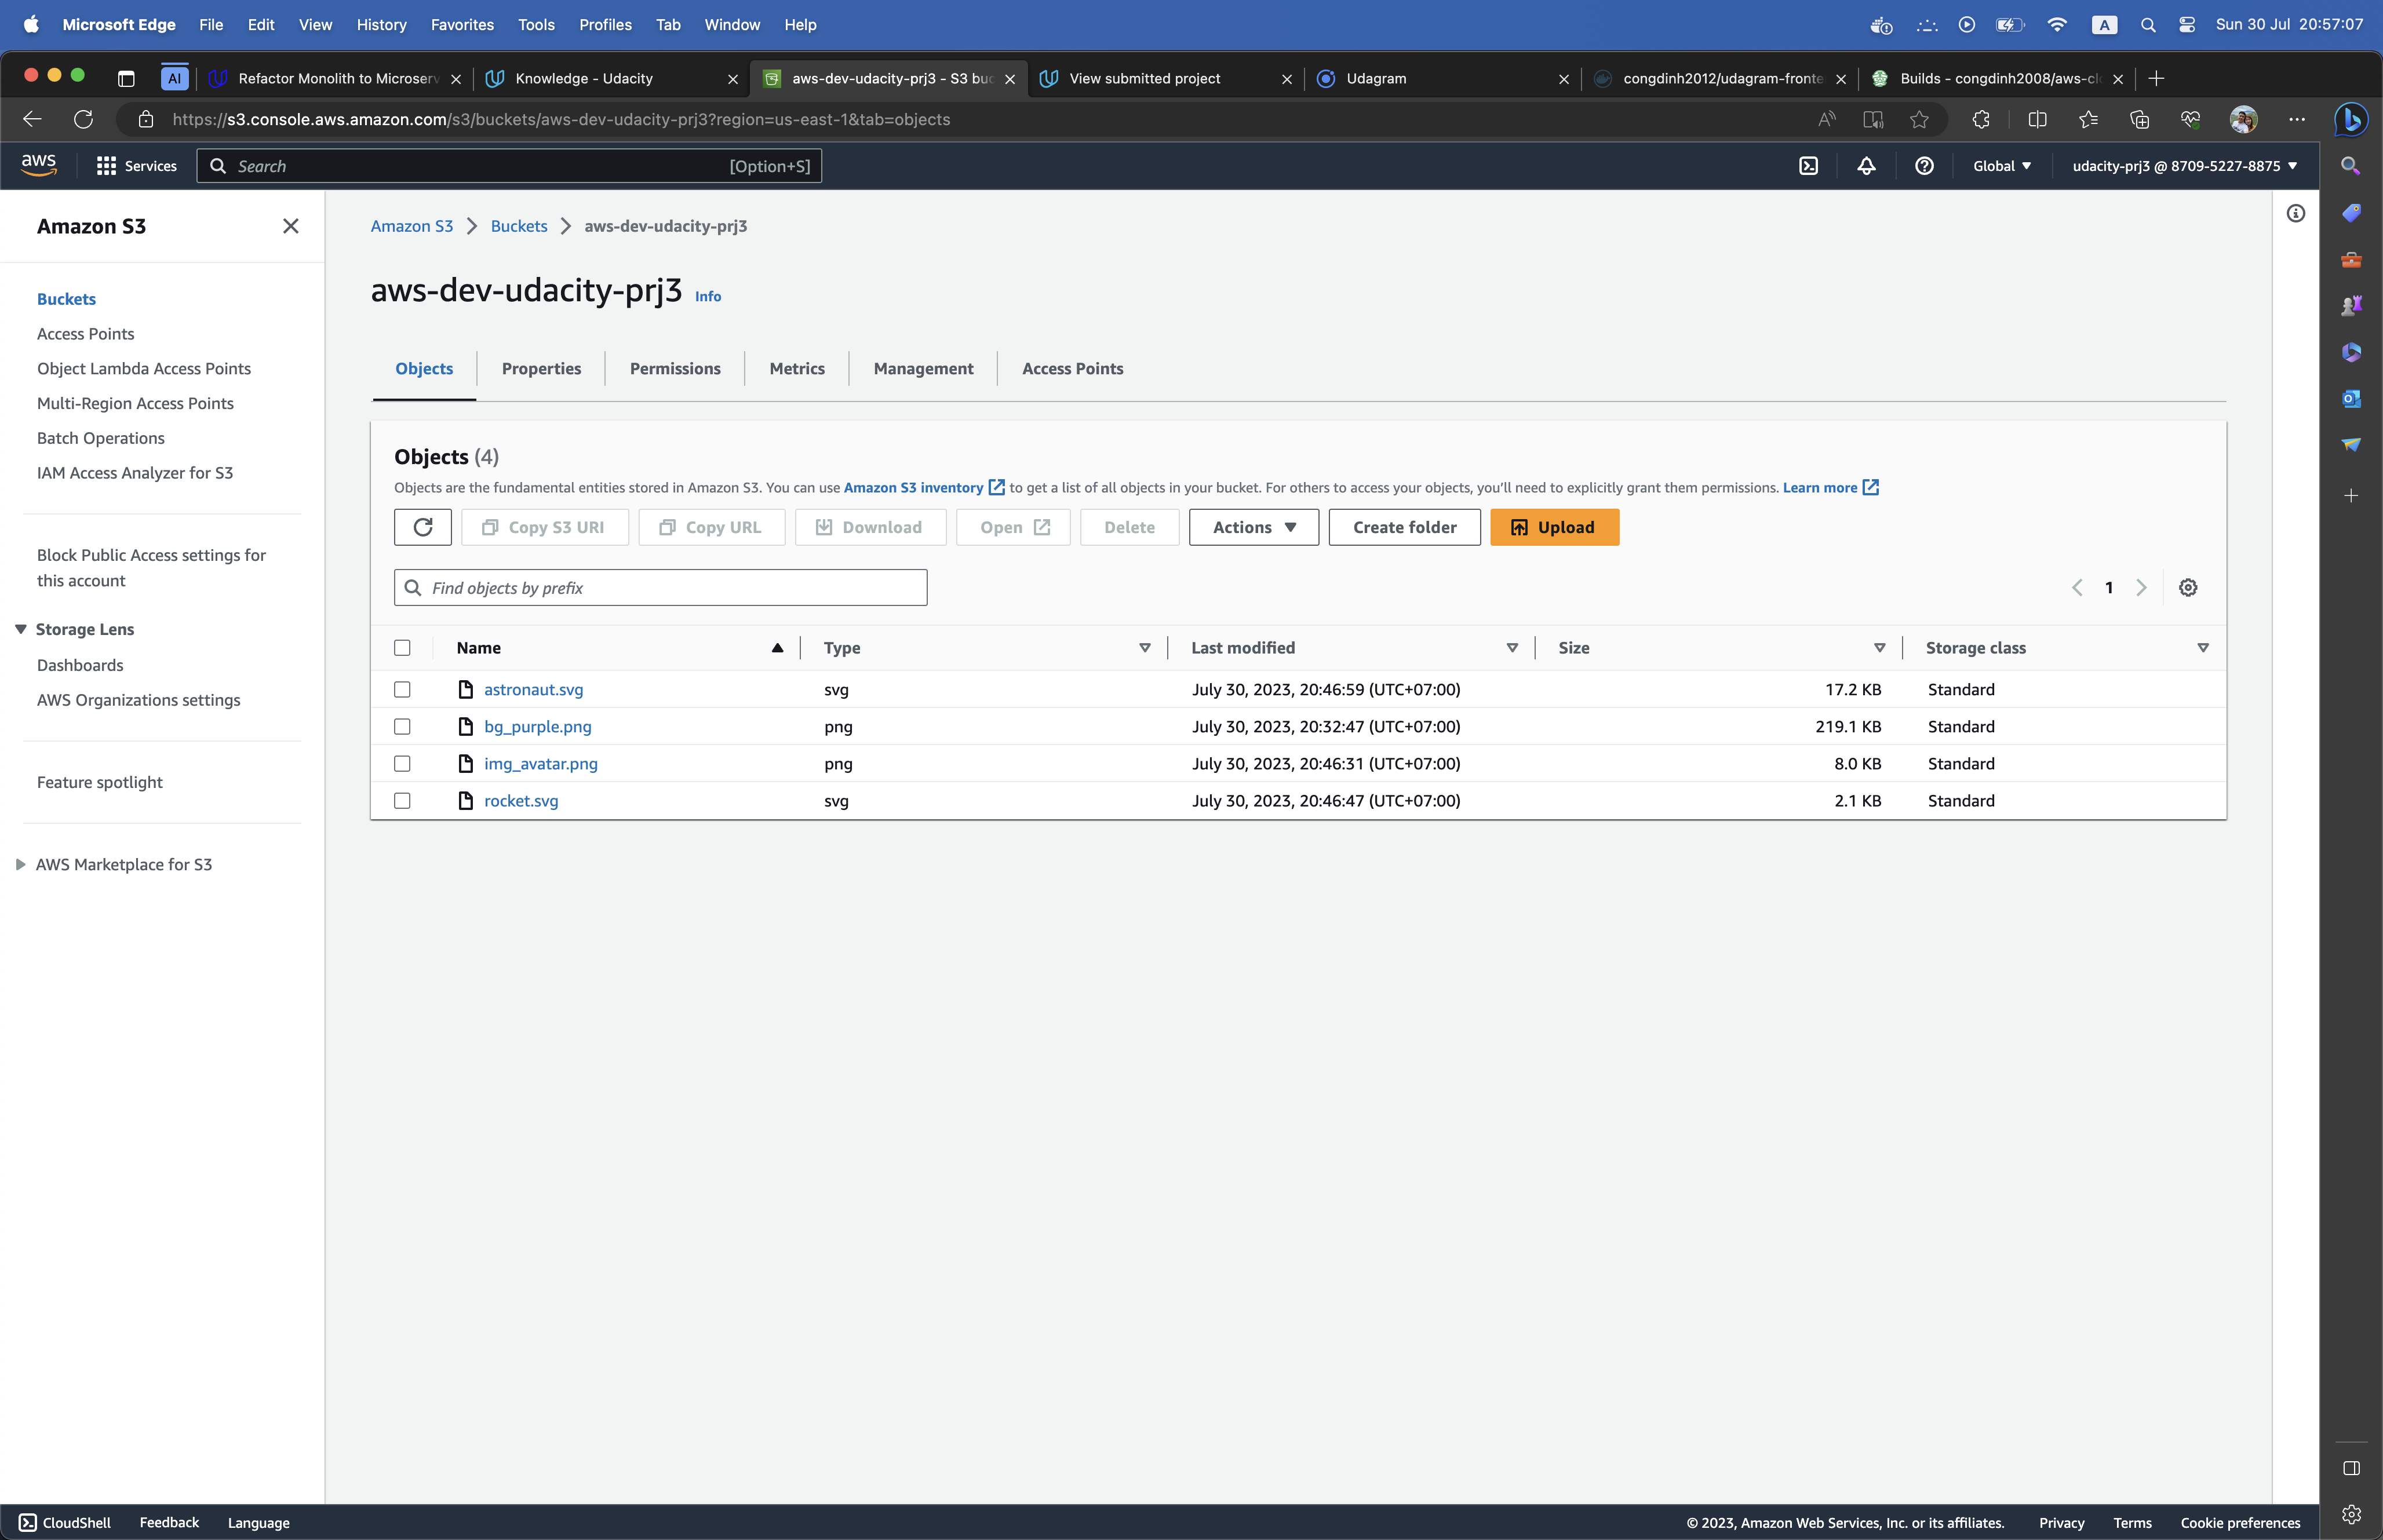 Microsoft Edge File Edit View History Favorites Tools Profiles Tab Window Help A Sun 30 Jul 20:57:07
AI Refactor Monolith to Microserv Knowledge - Udacity aws-dev-udacity-prj3 - S3 buc View submitted project Udagram congdinh2012/udagram-fronte Builds - congdinh2008/aws-cl
https://s3.console.aws.amazon.com/s3/buckets/aws-dev-udacity-prj3?region=us-east-1&tab=objects
aws Services Search [Option+S] Global udacity-prj3 @ 8709-5227-8875
Amazon S3
Buckets
Access Points
Object Lambda Access Points
Multi-Region Access Points
Batch Operations
IAM Access Analyzer for S3
Block Public Access settings for
this account
Storage Lens
Dashboards
AWS Organizations settings
Feature spotlight
AWS Marketplace for S3
Amazon S3 Buckets aws-dev-udacity-prj3
aws-dev-udacity-prj3 Info
Objects Properties Permissions Metrics Management Access Points
Objects (4)
Objects are the fundamental entities stored in Amazon S3. You can use Amazon S3 inventory to get a list of all objects in your bucket. For others to access your objects, you'll need to explicitly grant them permissions. Learn more
Copy S3 URI Copy URL Download Open Delete Actions Create folder Upload
Find objects by prefix 1
Name Type Last modified Size Storage class
astronaut.svg svg July 30, 2023, 20:46:59 (UTC+07:00) 17.2 KB Standard
bg_purple.png png July 30, 2023, 20:32:47 (UTC+07:00) 219.1 KB Standard
img_avatar.png png July 30, 2023, 20:46:31 (UTC+07:00) 8.0 KB Standard
rocket.svg svg July 30, 2023, 20:46:47 (UTC+07:00) 2.1 KB Standard
CloudShell Feedback Language © 2023, Amazon Web Services, Inc. or its affiliates. Privacy Terms Cookie preferences